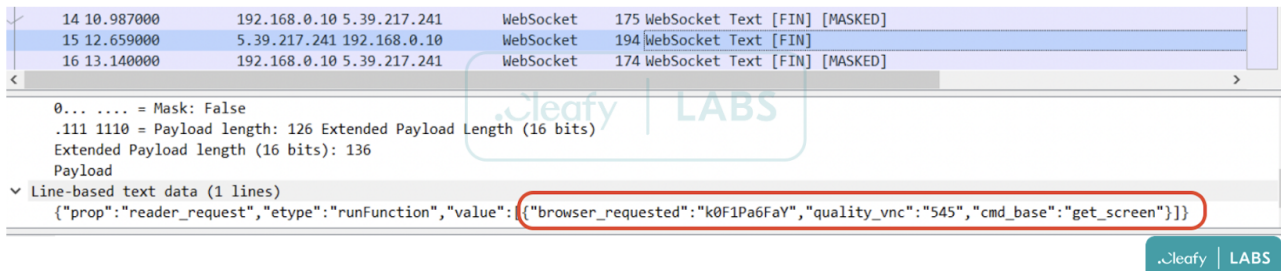 14 10.987000 192.168.0.10 5.39.217.241 WebSocket 175 WebSocket Text [FIN] [MASKED]
15 12.659000 5.39.217.241 192.168.0.10 WebSocket 194 WebSocket Text [FIN]
16 13.140000 192.168.0.10 5.39.217.241 WebSocket 174 WebSocket Text [FIN] [MASKED]
0... .... = Mask: False
.111 1110 = Payload length: 126 Extended Payload Length (16 bits)
Extended Payload length (16 bits): 136
Payload
Line-based text data (1 lines)
{"prop":"reader_request","etype":"runFunction","value":[{"browser_requested":"k0F1Pa6FaY","quality_vnc":"545","cmd_base":"get_screen"}]}
.Cleafy | LABS
.Cleafy | LABS